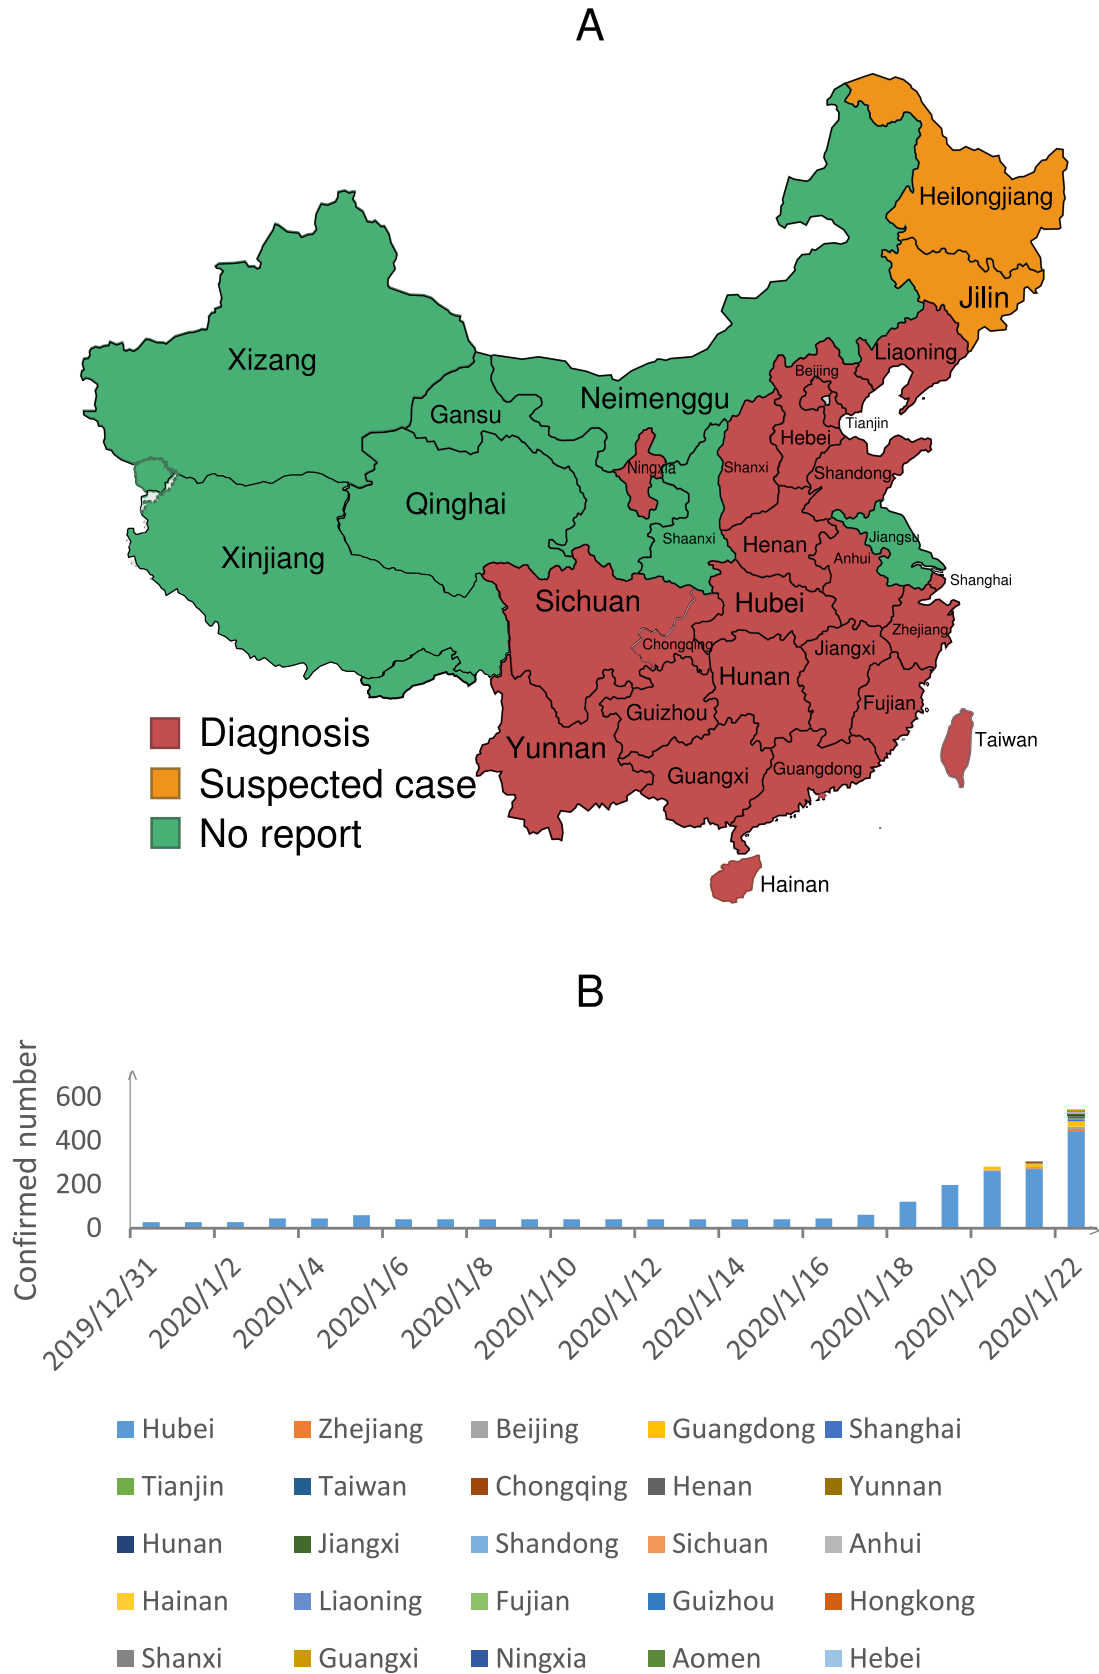 A
Heilongjiang
Jilin
Liaoning
Xizang
Beijing
Neimenggu
Gansu
Tianjin
Hebei
Ningxia
Shanxi
Shandong
Qinghai
Shaanxi
Henan
Jiangsu
Anhui
Xinjiang
Shanghai
Sichuan
Hubei
Zhejiang
Chongqing
Jiangxi
Hunan
Fujian
Guizhou
Yunnan
Taiwan
Guangxi
Guangdong
Hainan
Diagnosis
Suspected case
No report
B
Confirmed number
600
400
200
0
2019/12/31
2020/1/2
2020/1/4
2020/1/6
2020/1/8
2020/1/10
2020/1/12
2020/1/14
2020/1/16
2020/1/18
2020/1/20
2020/1/22
Hubei Zhejiang Beijing Guangdong Shanghai
Tianjin Taiwan Chongqing Henan Yunnan
Hunan Jiangxi Shandong Sichuan Anhui
Hainan Liaoning Fujian Guizhou Hongkong
Shanxi Guangxi Ningxia Aomen Hebei